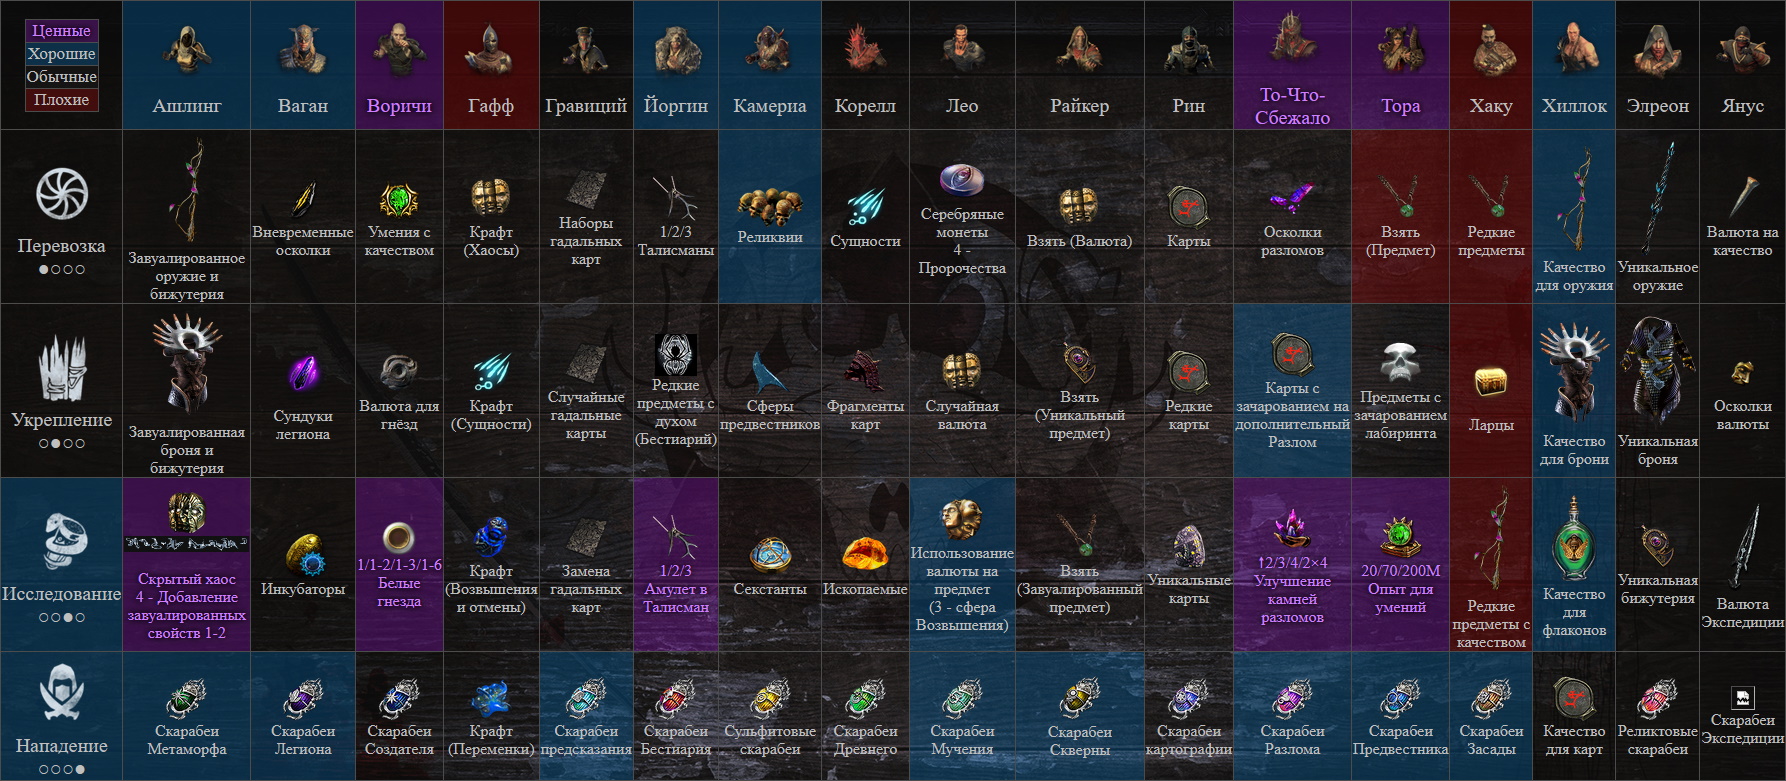 Ценные
Хорошие
Обычные
Плохие
Ашлинг
Ваган
Воричи
Гафф
Гравиций
Йоргин
Камериа
Корелл
Лео
Райкер
Рин
То-Что-
Сбежало
Тора
Хаку
Хиллок
Элреон
Янус
Перевозка
Завуалированное
оружие и
бижутерия
Вневременные
осколки
Умения с
качеством
Крафт
(Хаосы)
Наборы
гадальных
карт
1/2/3
Талисманы
Реликвии
Сущности
Серебряные
монеты
4 -
Пророчества
Взять (Валюта)
Карты
Осколки
разломов
Взять
(Предмет)
Редкие
предметы
Качество
для оружия
Уникальное
оружие
Валюта на
качество
Укрепление
Завуалированная
броня и
бижутерия
Сундуки
легиона
Валюта для
гнёзд
Крафт
(Сущности)
Случайные
гадальные
карты
Редкие
предметы с
духом
(Бестиарий)
Сферы
предвестников
Фрагменты
карт
Случайная
валюта
Взять
(Уникальный
предмет)
Редкие
карты
Карты с
зачарованием на
дополнительный
Разлом
Предметы с
зачарованием
лабиринта
Ларцы
Качество
для брони
Уникальная
броня
Осколки
валюты
Исследование
Скрытый хаос
4 - Добавление
завуалированных
свойств 1-2
Инкубаторы
1/1-2/1-3/1-6
Белые
гнезда
Крафт
(Возвышения
и отмены)
Замена
гадальных
карт
1/2/3
Амулет в
Талисман
Секстанты
Ископаемые
Использование
валюты на
предмет
(3 - сфера
Возвышения)
Взять
(Завуалированный
предмет)
Уникальные
карты
↑2/3/4/2×4
Улучшение
камней
разломов
20/70/200М
Опыт для
умений
Редкие
предметы с
качеством
Качество
для
флаконов
Уникальная
бижутерия
Валюта
Экспедиции
Нападение
Скарабеи
Метаморфа
Скарабеи
Легиона
Скарабеи
Создателя
Крафт
(Переменки)
Скарабеи
предсказания
Скарабеи
Бестиария
Сульфитовые
скарабеи
Скарабеи
Древнего
Скарабеи
Мучения
Скарабеи
Скверны
Скарабеи
картографии
Скарабеи
Разлома
Скарабеи
Предвестника
Скарабеи
Засады
Качество
для карт
Реликтовые
скарабеи
Скарабеи
Экспедиции